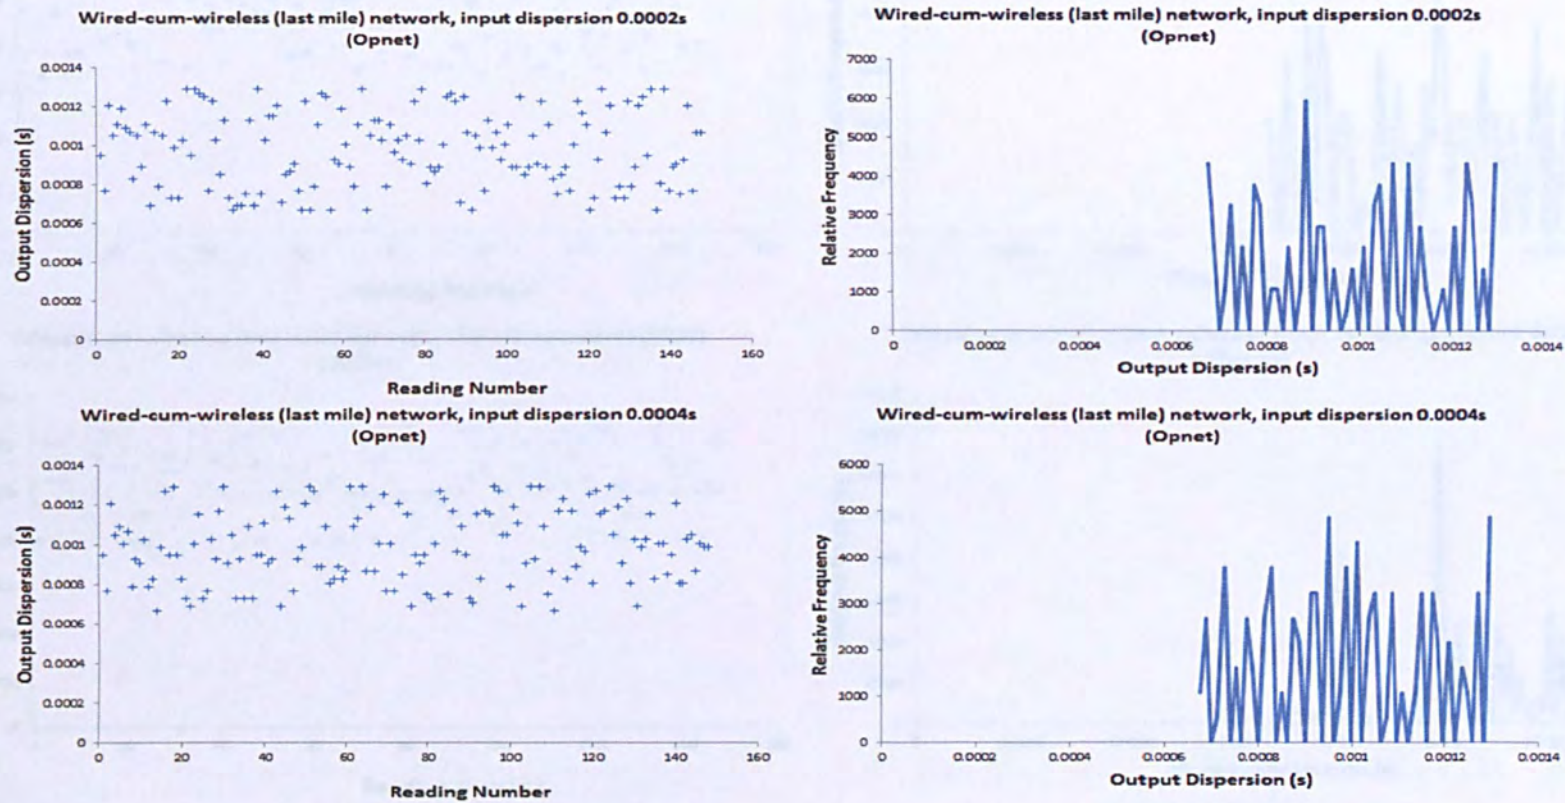 Wired-cum-wireless (last mile) network, input dispersion 0.0002s
(Opnet)
Output Dispersion (s)
0.0014
0.0012
0.001
0.0008
0.0006
0.0004
0.0002
0
0 20 40 60 80 100 120 140 160
Reading Number
Wired-cum-wireless (last mile) network, input dispersion 0.0002s
(Opnet)
Relative Frequency
7000
6000
5000
4000
3000
2000
1000
0
0 0.0002 0.0004 0.0006 0.0008 0.001 0.0012 0.0014
Output Dispersion (s)
Wired-cum-wireless (last mile) network, input dispersion 0.0004s
(Opnet)
Output Dispersion (s)
0.0014
0.0012
0.001
0.0008
0.0006
0.0004
0.0002
0
0 20 40 60 80 100 120 140 160
Reading Number
Wired-cum-wireless (last mile) network, input dispersion 0.0004s
(Opnet)
Relative Frequency
6000
5000
4000
3000
2000
1000
0
0 0.0002 0.0004 0.0006 0.0008 0.001 0.0012 0.0014
Output Dispersion (s)